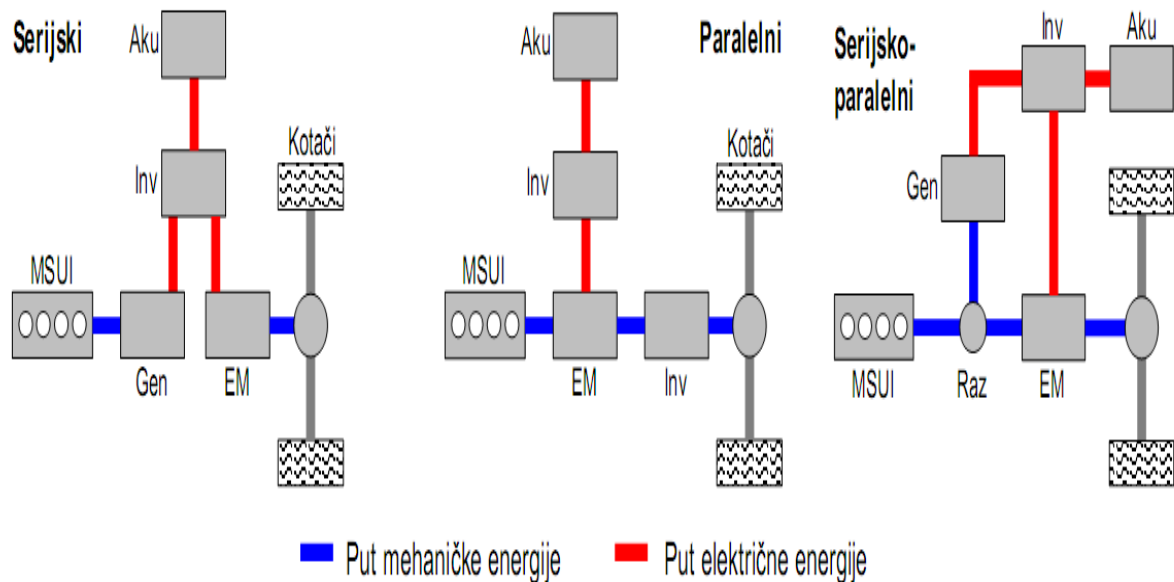 Serijski
Aku
Inv
Kotači
MSUI
Gen
EM
Paralelni
Aku
Inv
Kotači
MSUI
EM
Inv
Serijsko-
paralelni
Inv
Aku
Gen
MSUI
Raz
EM
Put mehaničke energije
Put električne energije